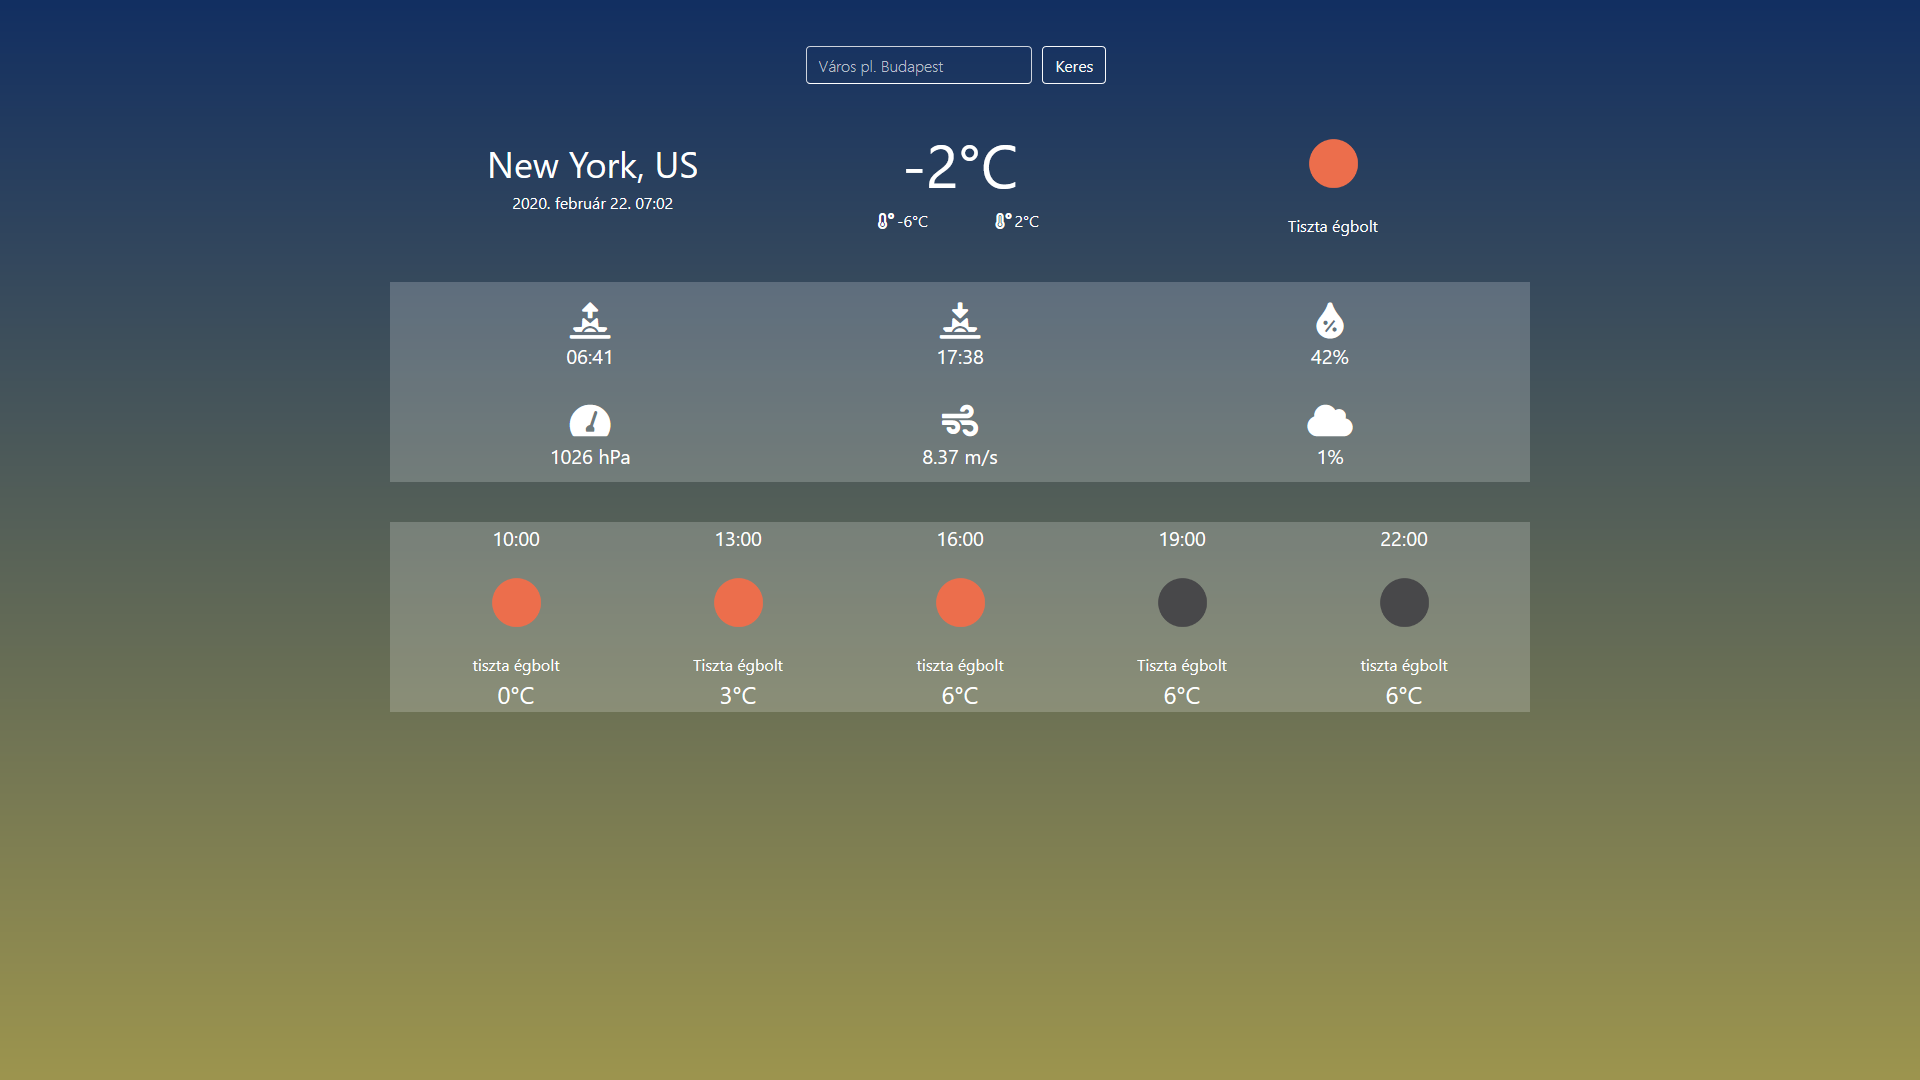 Város pl. Budapest Keres
New York, US
2020. február 22. 07:02
-2°C
-6°C 2°C
Tiszta égbolt
06:41 17:38 42%
1026 hPa 8.37 m/s 1%
10:00 13:00 16:00 19:00 22:00
tiszta égbolt Tiszta égbolt tiszta égbolt Tiszta égbolt tiszta égbolt
0°C 3°C 6°C 6°C 6°C